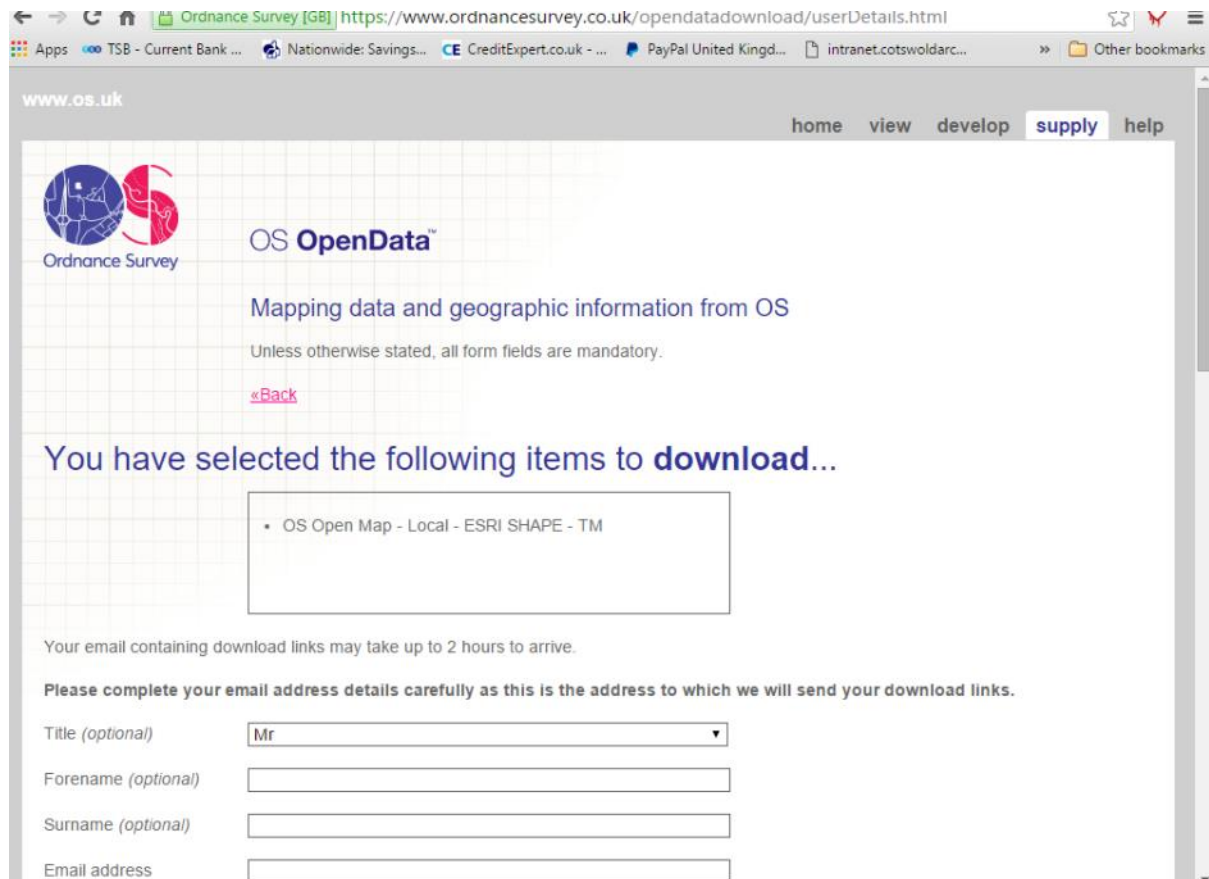 Ordnance Survey [GB] https://www.ordnancesurvey.co.uk/opendatadownload/userDetails.html
Apps TSB - Current Bank ... Nationwide: Savings... CE CreditExpert.co.uk - ... PayPal United Kingd... intranet.cotswoldarc... » Other bookmarks
www.os.uk
home view develop supply help
Ordnance Survey
OS OpenData™
Mapping data and geographic information from OS
Unless otherwise stated, all form fields are mandatory.
«Back
You have selected the following items to download...
• OS Open Map - Local - ESRI SHAPE - TM
Your email containing download links may take up to 2 hours to arrive.
Please complete your email address details carefully as this is the address to which we will send your download links.
Title (optional) Mr
Forename (optional)
Surname (optional)
Email address